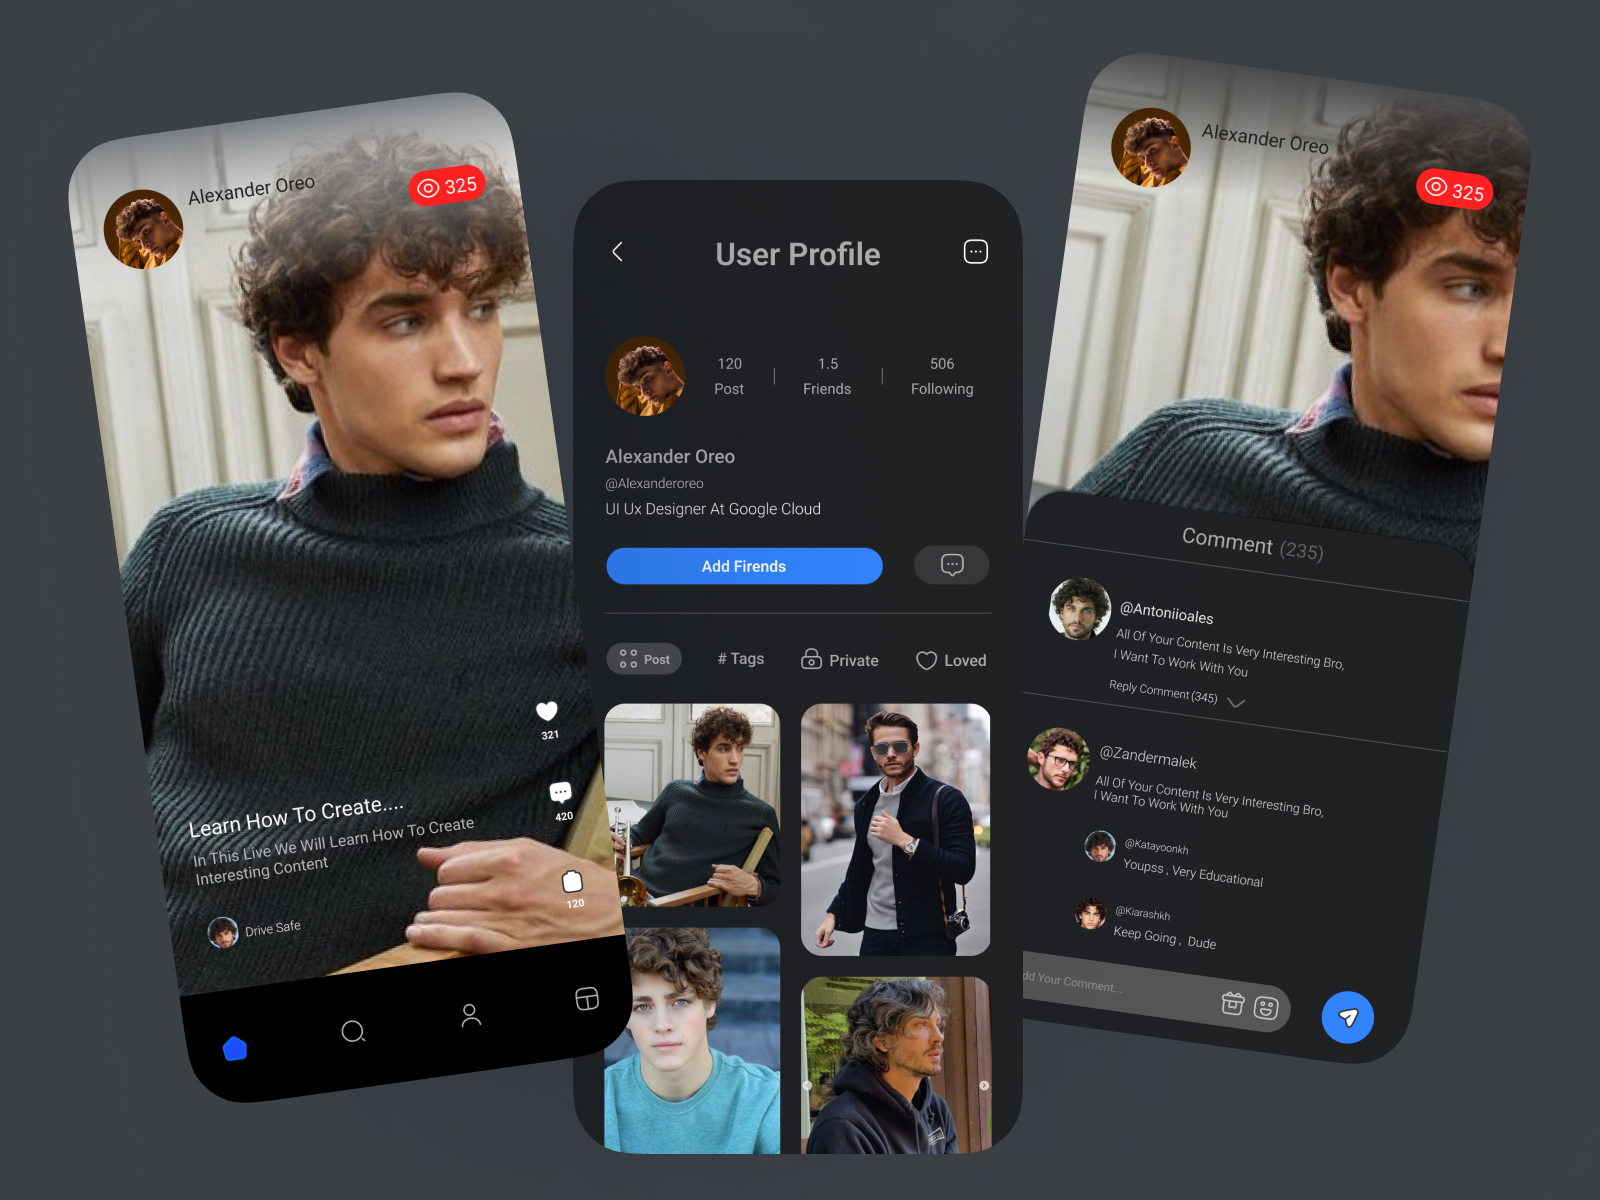 Alexander Oreo
325
321
420
120
Learn How To Create....
In This Live We Will Learn How To Create
Interesting Content
Drive Safe
User Profile
120
Post
1.5
Friends
506
Following
Alexander Oreo
@Alexanderoreo
UI Ux Designer At Google Cloud
Add Firends
Post
# Tags
Private
Loved
Alexander Oreo
325
Comment (235)
@Antoniioales
All Of Your Content Is Very Interesting Bro,
I Want To Work With You
Reply Comment (345)
@Zandermalek
All Of Your Content Is Very Interesting Bro,
I Want To Work With You
@Katayoonkh
Youpss , Very Educational
@Kiarashkh
Keep Going , Dude
dd Your Comment...